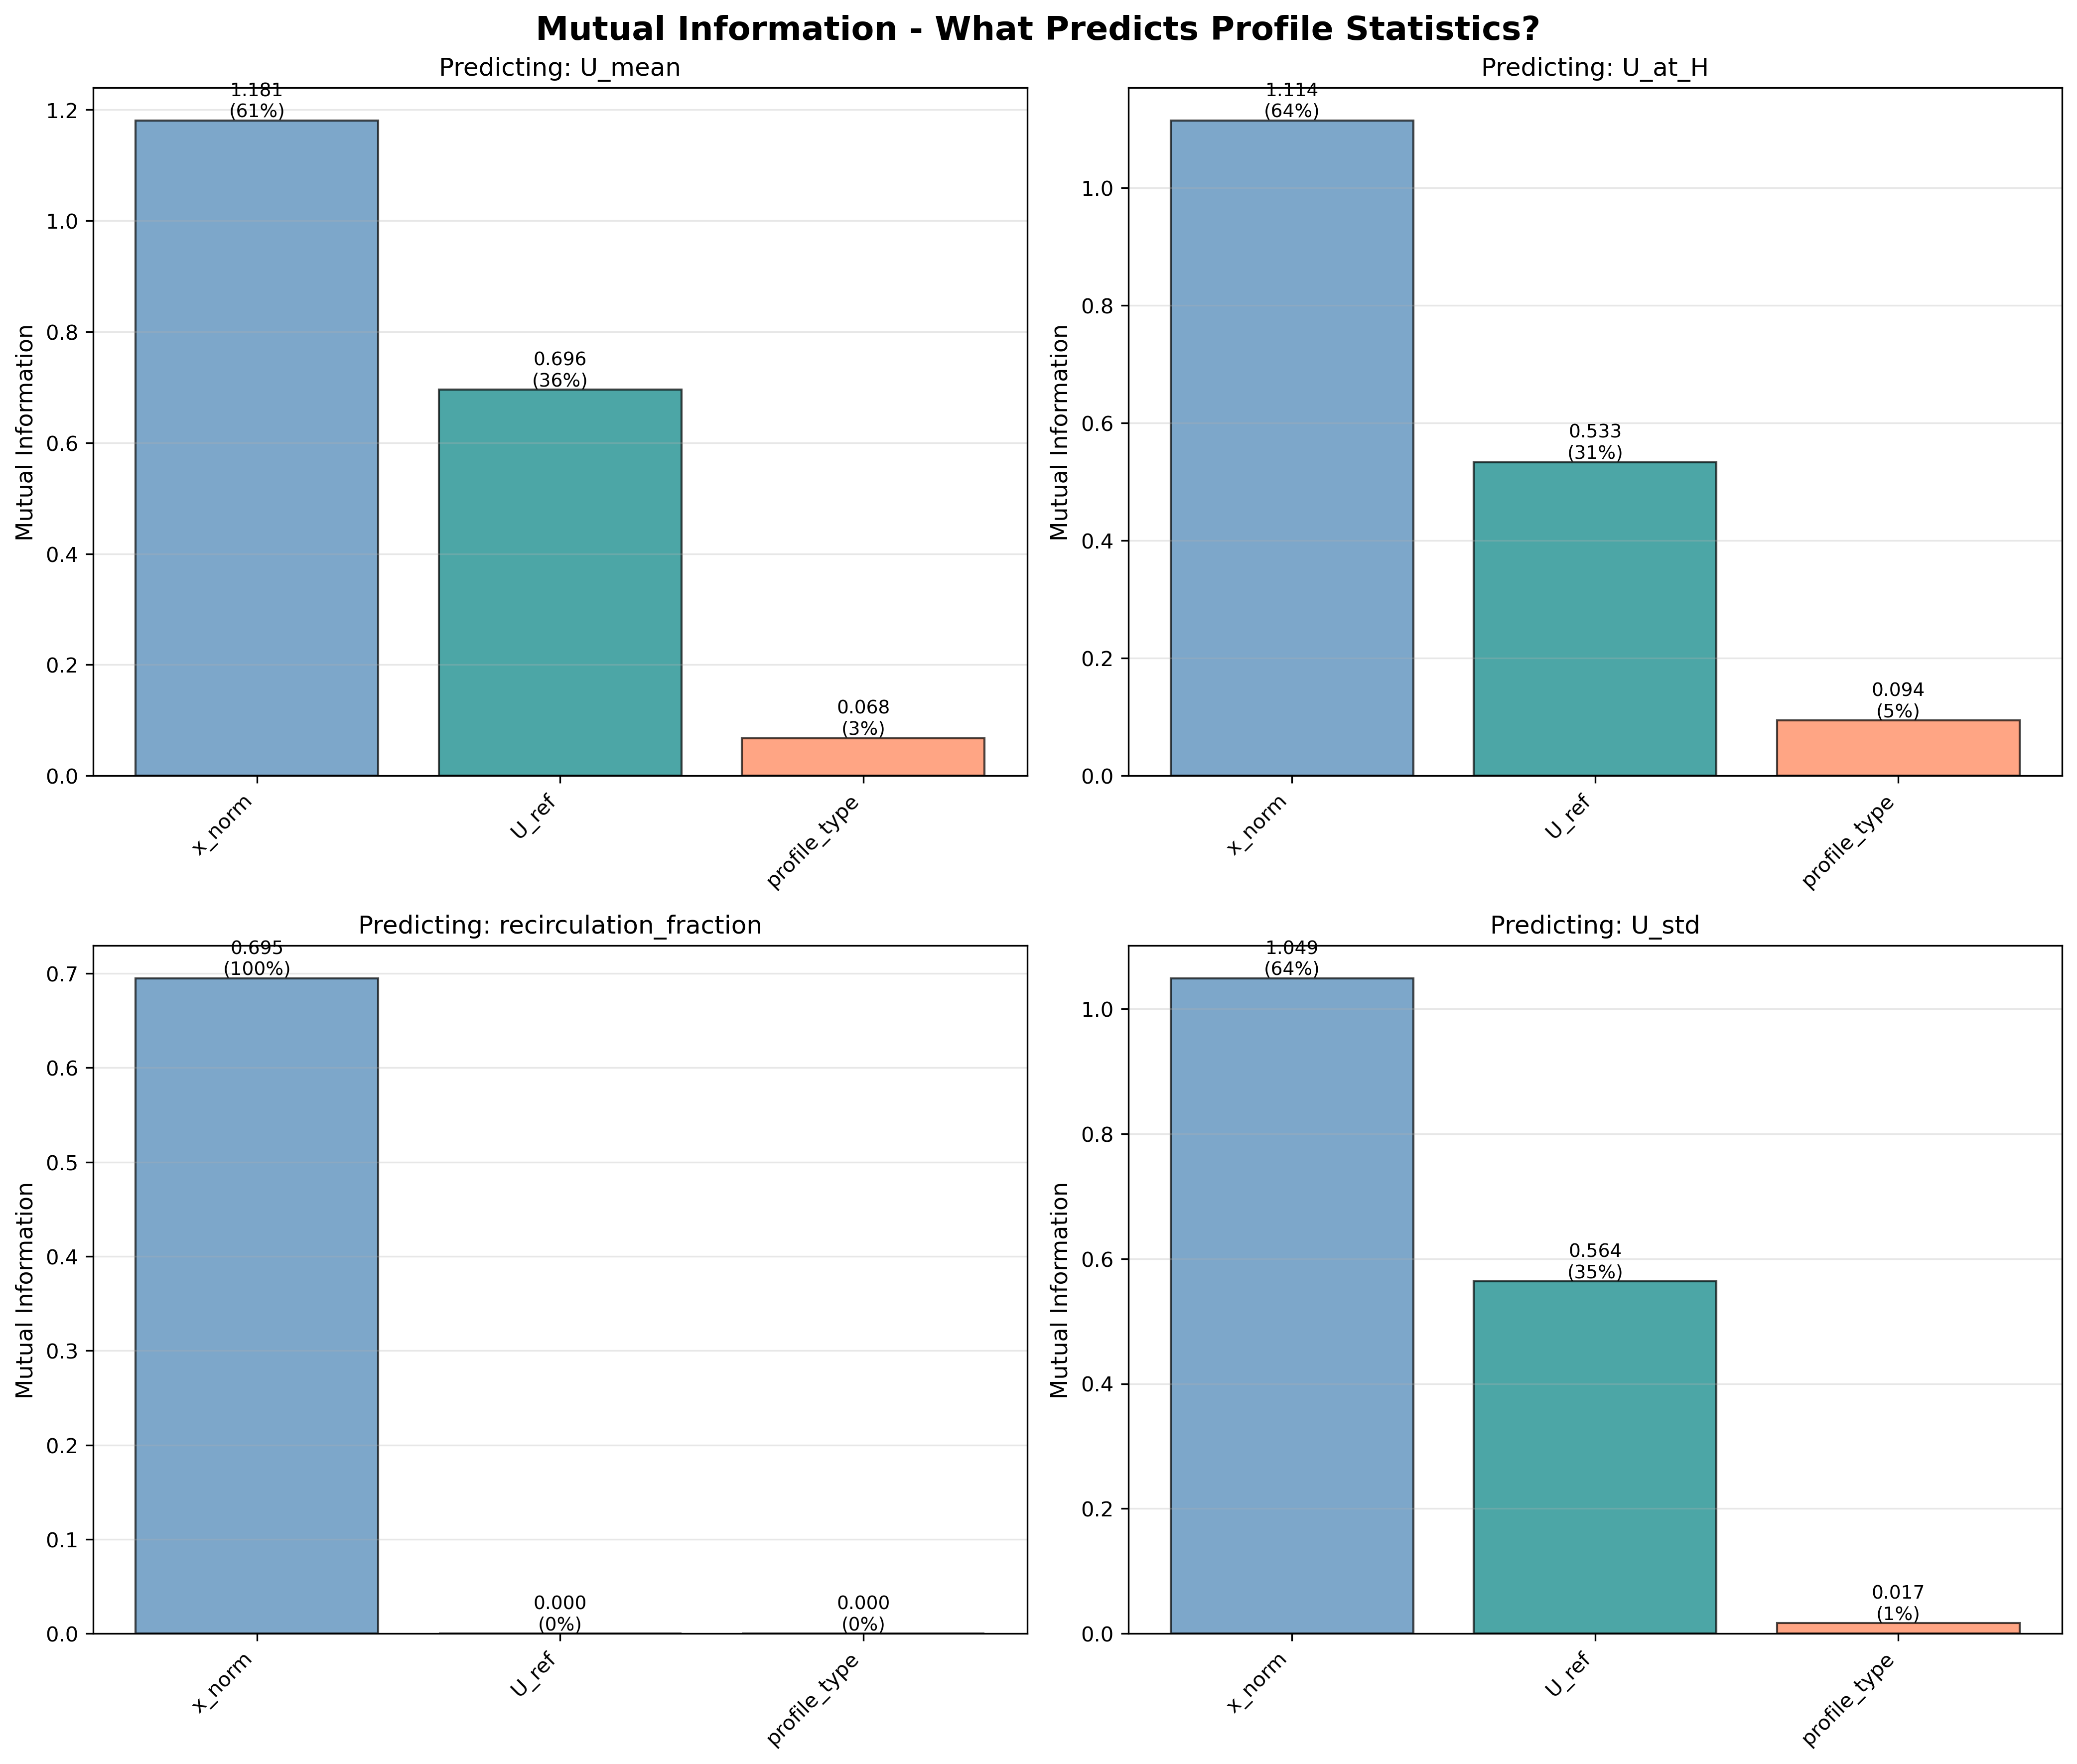 Mutual Information - What Predicts Profile Statistics?
Predicting: U_mean
Mutual Information
1.2
1.0
0.8
0.6
0.4
0.2
0.0
1.181
(61%)
0.696
(36%)
0.068
(3%)
x_norm
U_ref
profile_type
Predicting: U_at_H
Mutual Information
1.0
0.8
0.6
0.4
0.2
0.0
1.114
(64%)
0.533
(31%)
0.094
(5%)
x_norm
U_ref
profile_type
Predicting: recirculation_fraction
Mutual Information
0.7
0.6
0.5
0.4
0.3
0.2
0.1
0.0
0.695
(100%)
0.000
(0%)
0.000
(0%)
x_norm
U_ref
profile_type
Predicting: U_std
Mutual Information
1.0
0.8
0.6
0.4
0.2
0.0
1.049
(64%)
0.564
(35%)
0.017
(1%)
x_norm
U_ref
profile_type